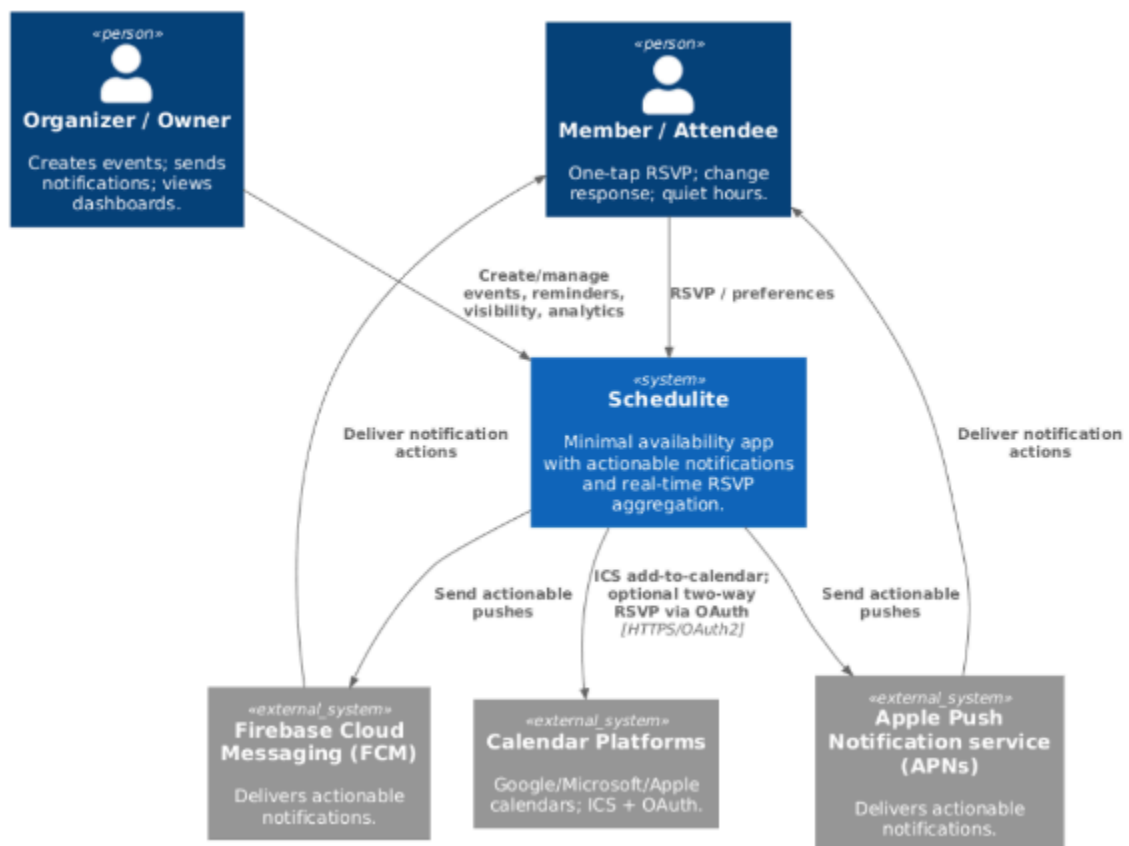 «person»
Organizer / Owner
Creates events; sends
notifications; views
dashboards.
«person»
Member / Attendee
One-tap RSVP; change
response; quiet hours.
Create/manage
events, reminders,
visibility, analytics
RSVP / preferences
«system»
Schedulite
Minimal availability app
with actionable notifications
and real-time RSVP
aggregation.
Deliver notification
actions
Deliver notification
actions
Send actionable
pushes
ICS add-to-calendar;
optional two-way
RSVP via OAuth
[HTTPS/OAuth2]
Send actionable
pushes
«external_system»
Firebase Cloud
Messaging (FCM)
Delivers actionable
notifications.
«external_system»
Calendar Platforms
Google/Microsoft/Apple
calendars; ICS + OAuth.
«external_system»
Apple Push
Notification service
(APNs)
Delivers actionable
notifications.